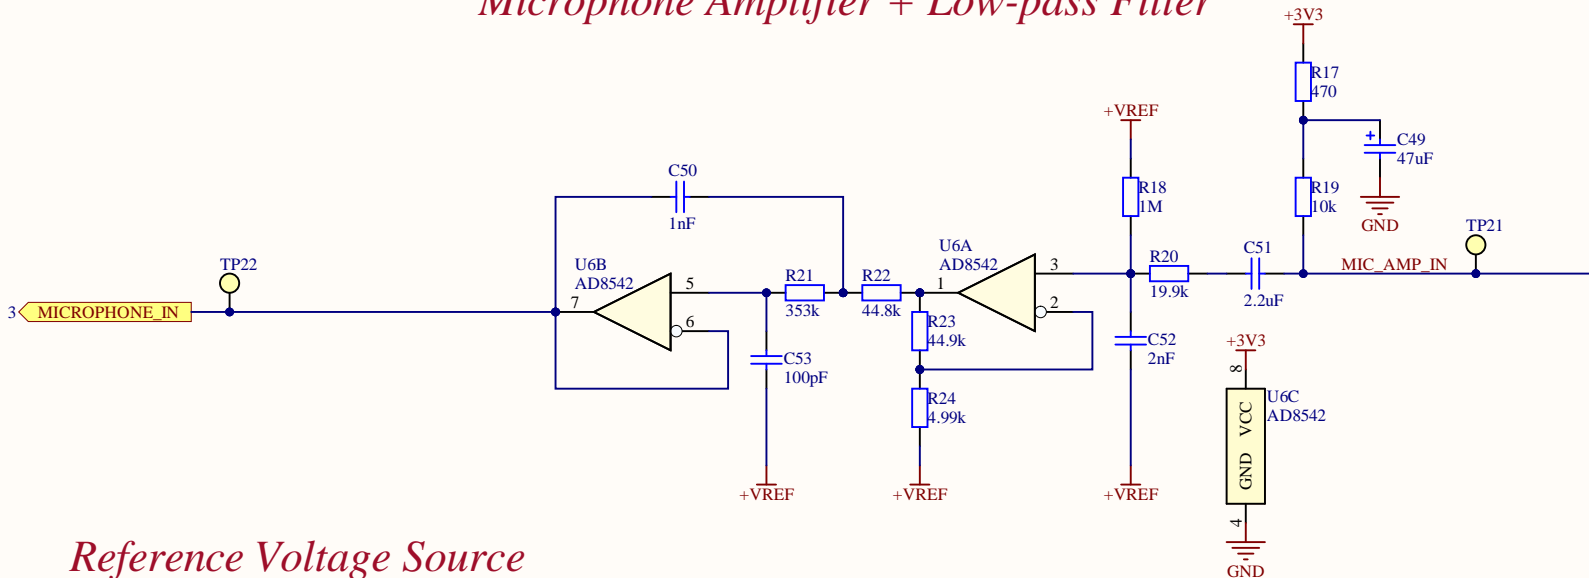 Microphone Amplifier + Low-pass Filter
+3V3
R17
470
C49
47uF
GND
+VREF
R18
1M
R19
10k
TP21
MIC_AMP_IN
C50
1nF
U6A
AD8542
3
2
1
R20
19.9k
C51
2.2uF
TP22
3
MICROPHONE_IN
U6B
AD8542
7
5
6
R21
353k
R22
44.8k
R23
44.9k
C53
100pF
R24
4.99k
C52
2nF
+VREF
+VREF
+VREF
+3V3
8
VCC
GND
4
U6C
AD8542
GND
Reference Voltage Source